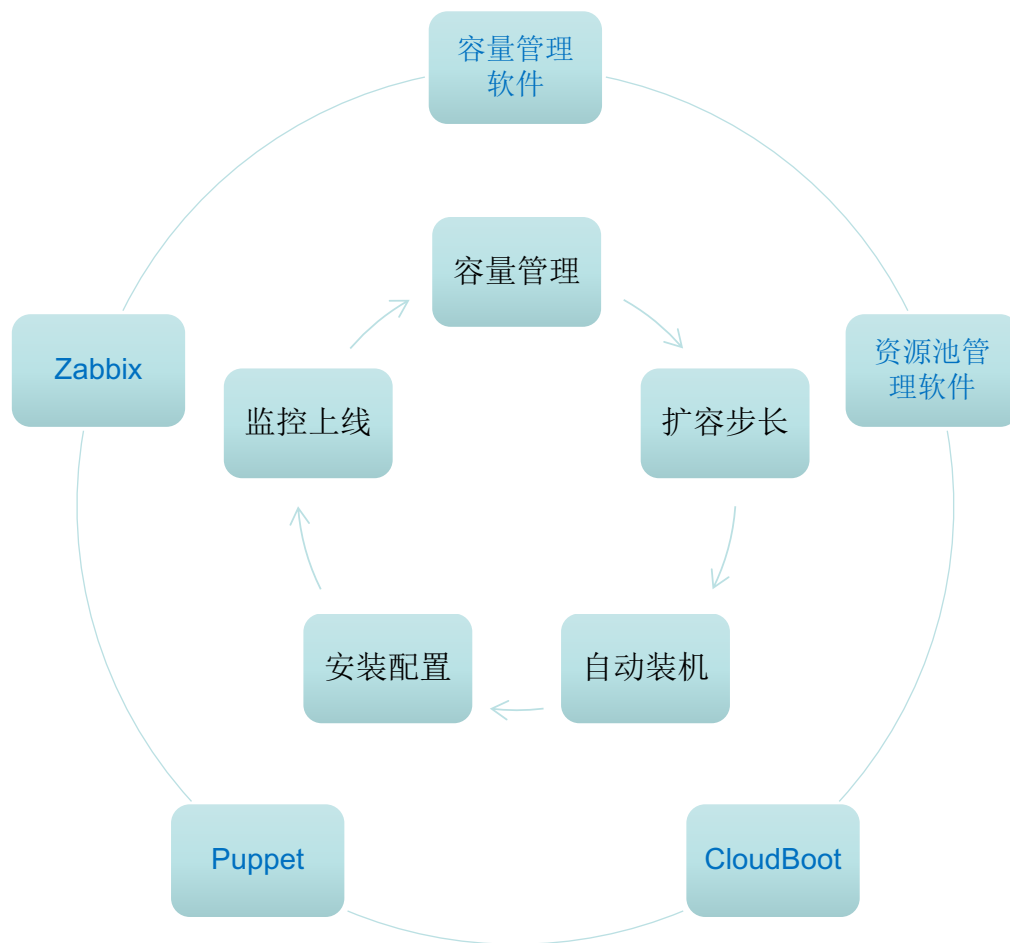 容量管理
软件
容量管理
Zabbix
资源池管
理软件
监控上线
扩容步长
安装配置
自动装机
Puppet
CloudBoot